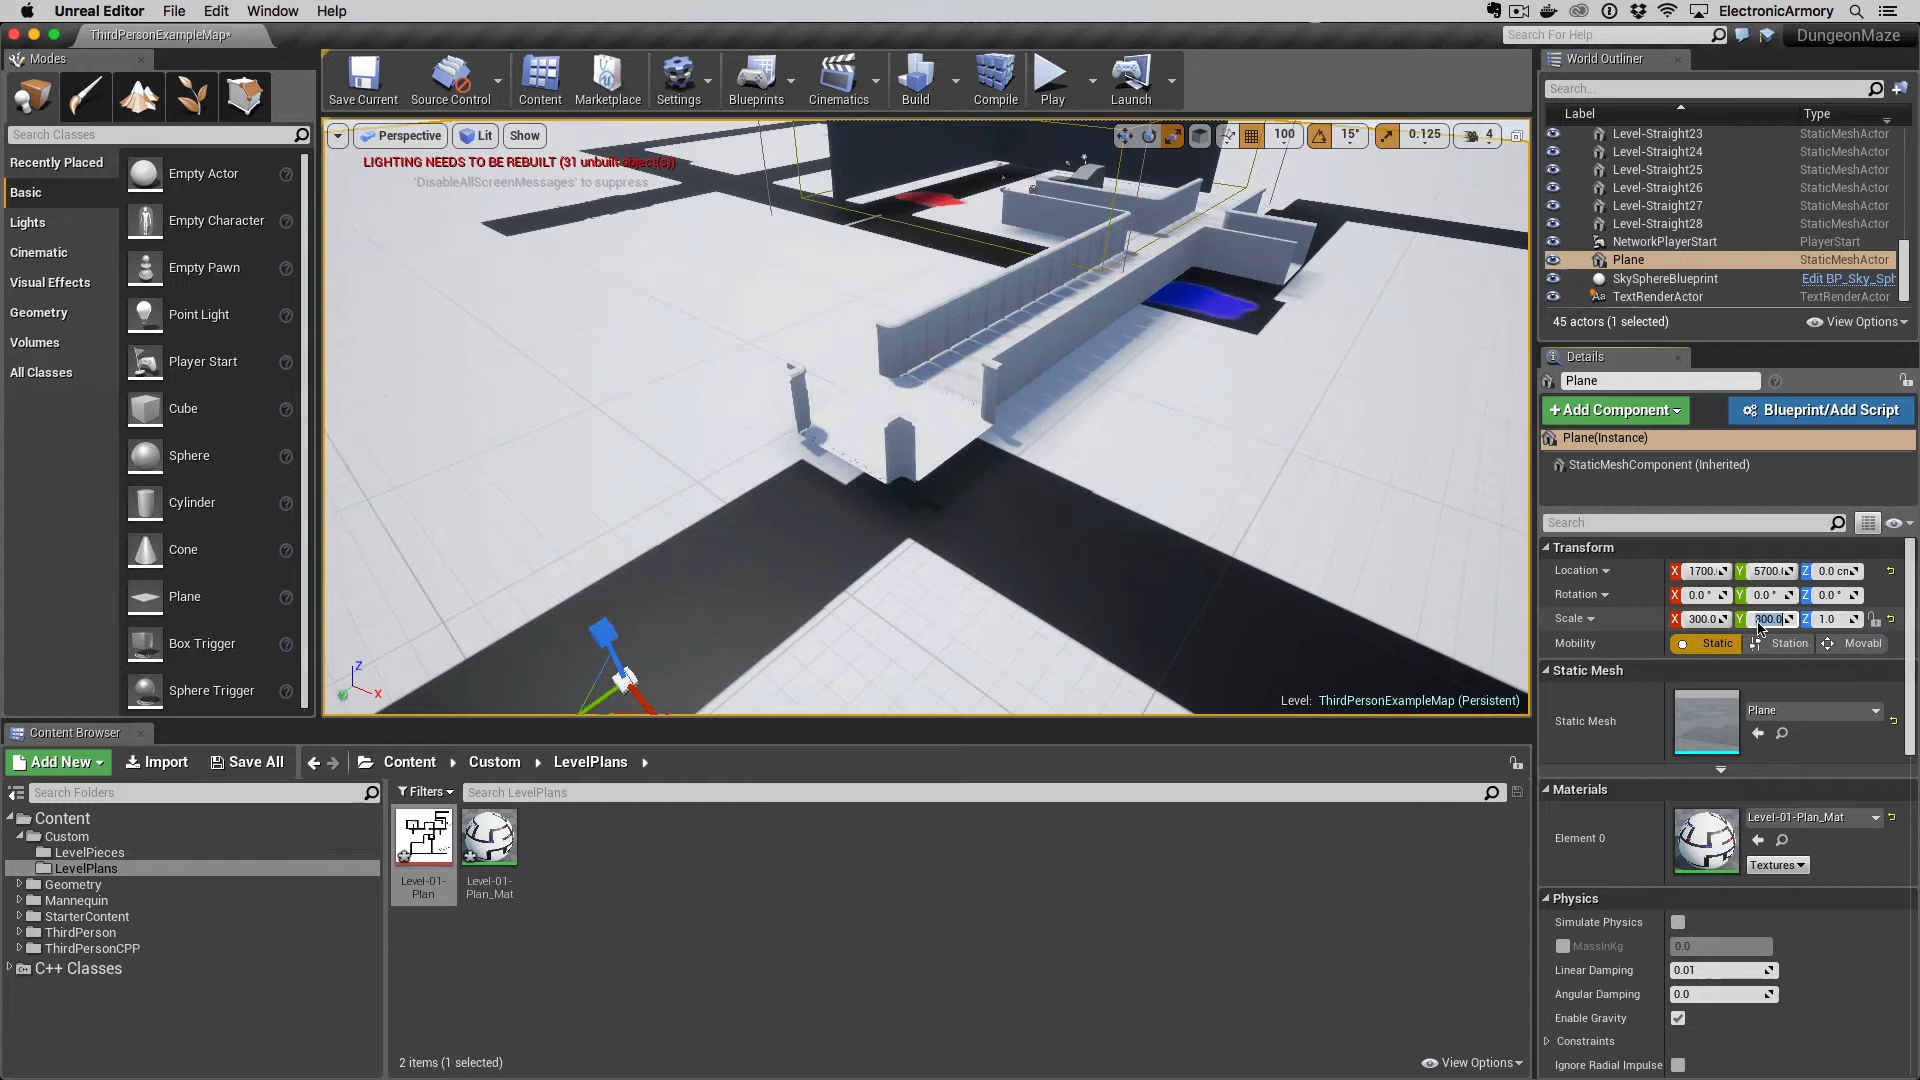 Unreal Editor File Edit Window Help
ElectronicArmory
ThirdPersonExampleMap*
Search For Help
DungeonMaze
Modes
Search Classes
Recently Placed
Basic
Lights
Cinematic
Visual Effects
Geometry
Volumes
All Classes
Empty Actor
Empty Character
Empty Pawn
Point Light
Player Start
Cube
Sphere
Cylinder
Cone
Plane
Box Trigger
Sphere Trigger
Save Current Source Control Content Marketplace Settings Blueprints Cinematics Build Compile Play Launch
Perspective Lit Show
100 15° 0.125 4
LIGHTING NEEDS TO BE REBUILT (31 unbuilt object(s))
'DisableAllScreenMessages' to suppress
Z
X
Level: ThirdPersonExampleMap (Persistent)
World Outliner
Search...
Label Type
Level-Straight23 StaticMeshActor
Level-Straight24 StaticMeshActor
Level-Straight25 StaticMeshActor
Level-Straight26 StaticMeshActor
Level-Straight27 StaticMeshActor
Level-Straight28 StaticMeshActor
NetworkPlayerStart PlayerStart
Plane StaticMeshActor
SkySphereBlueprint Edit BP_Sky_Sph
TextRenderActor TextRenderActor
45 actors (1 selected) View Options
Details
Plane
+Add Component Blueprint/Add Script
Plane(Instance)
StaticMeshComponent (Inherited)
Search
Transform
Location X 1700. Y 5700. Z 0.0 cm
Rotation X 0.0 ° Y 0.0 ° Z 0.0 °
Scale X 300.0 Y 300.0 Z 1.0
Mobility Static Station Movabl
Static Mesh
Static Mesh Plane
Materials
Element 0 Level-01-Plan_Mat
Textures
Physics
Simulate Physics
MassInKg 0.0
Linear Damping 0.01
Angular Damping 0.0
Enable Gravity
Constraints
Ignore Radial Impulse
Content Browser
Add New Import Save All Content Custom LevelPlans
Search Folders
Filters Search LevelPlans
Content
Custom
LevelPieces
LevelPlans
Geometry
Mannequin
StarterContent
ThirdPerson
ThirdPersonCPP
C++ Classes
Level-01-
Plan
Level-01-
Plan_Mat
2 items (1 selected) View Options